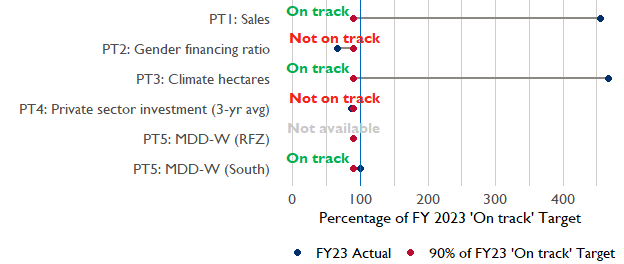 On track
PT1: Sales
Not on track
PT2: Gender financing ratio
On track
PT3: Climate hectares
Not on track
PT4: Private sector investment (3-yr avg)
Not available
PT5: MDD-W (RFZ)
On track
PT5: MDD-W (South)
0 100 200 300 400
Percentage of FY 2023 'On track' Target
FY23 Actual 90% of FY23 'On track' Target